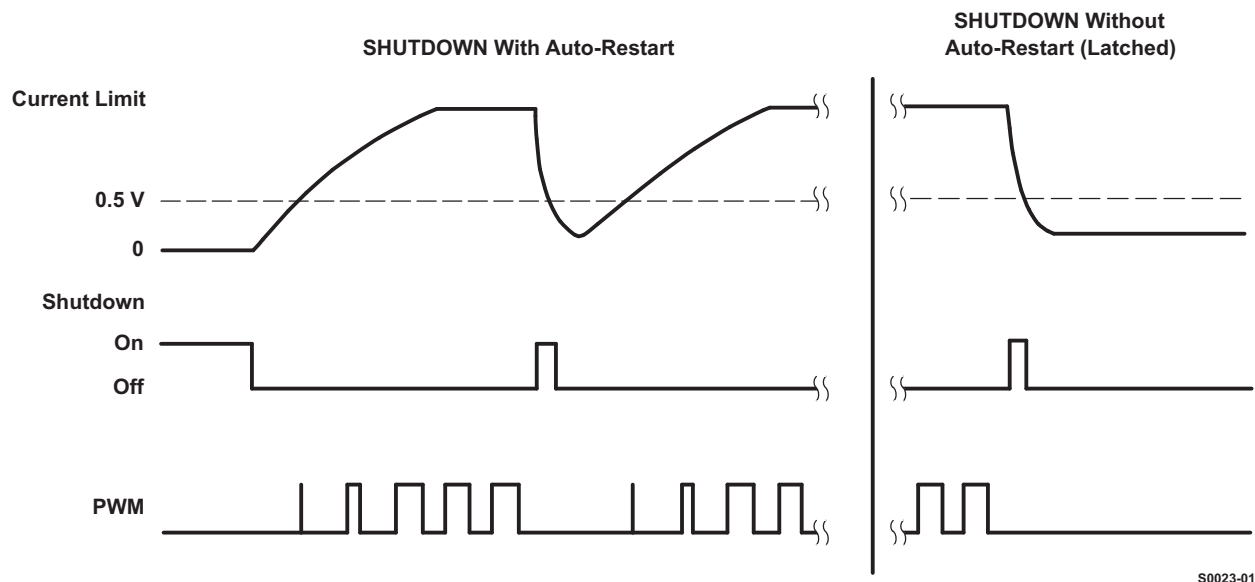 SHUTDOWN With Auto-Restart
SHUTDOWN Without
Auto-Restart (Latched)
Current Limit
0.5 V
0
Shutdown
On
Off
PWM
S0023-01